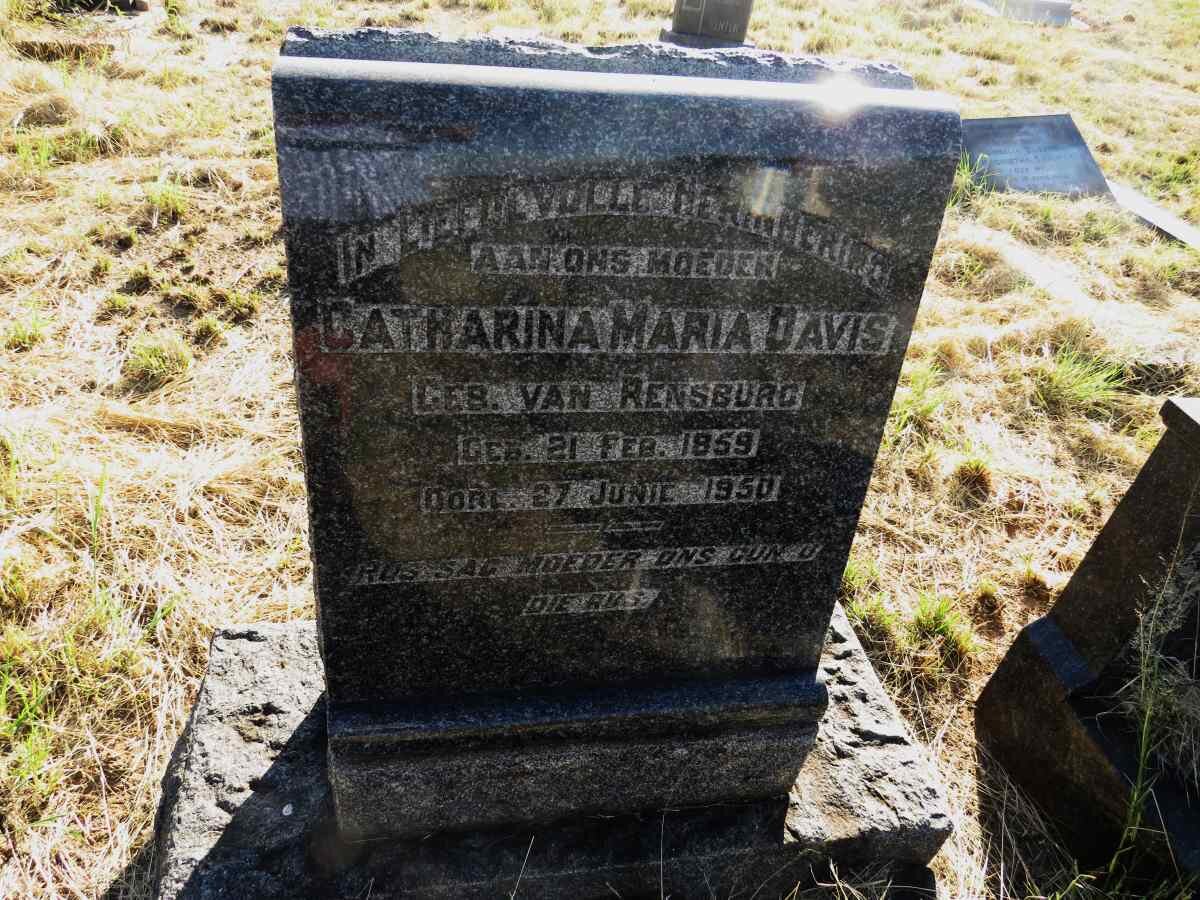 IN LIEFDEVOLLE HERINNERING
AAN ONS MOEDER
CATHARINA MARIA DAVIS
GEB. VAN RENSBURG
GEB. 21 FEB. 1859
OORL. 27 JUNIE 1950
RUS SAG MOEDER ONS GUN U
DIE RUS